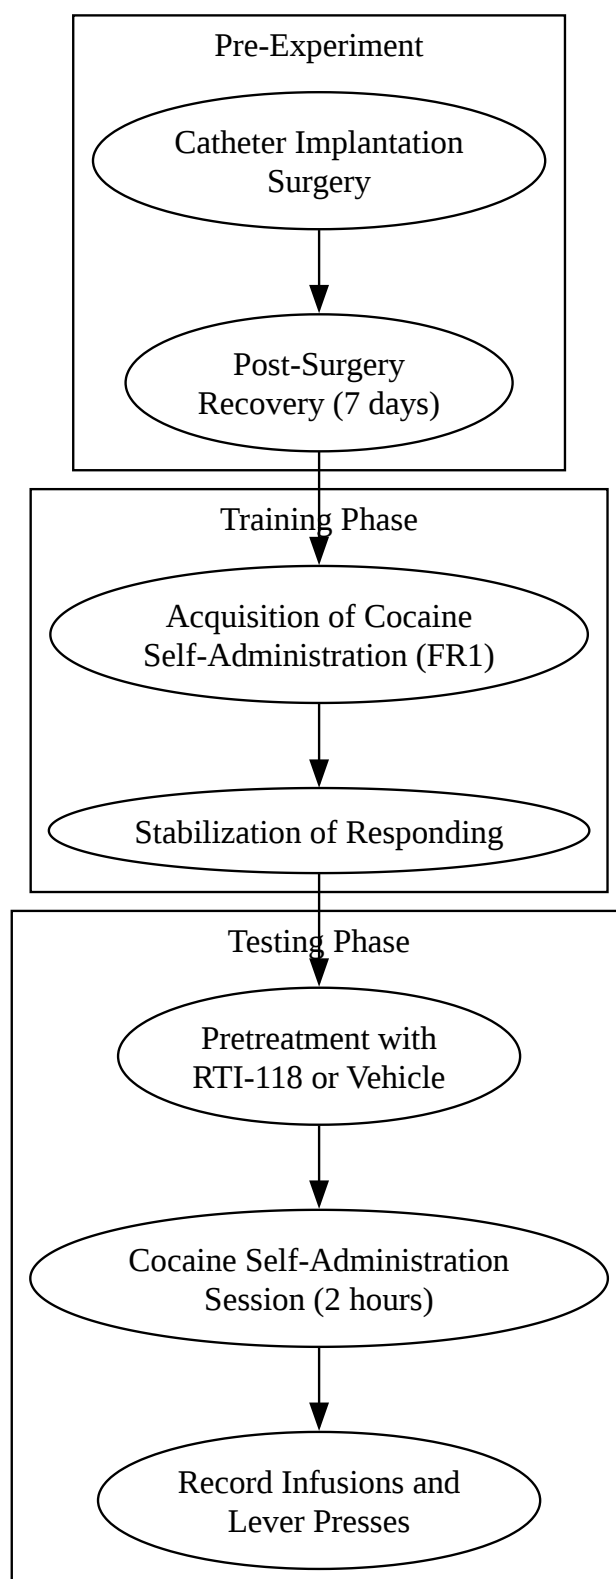 Pre-Experiment
Catheter Implantation
Surgery
Post-Surgery
Recovery (7 days)
Training Phase
Acquisition of Cocaine
Self-Administration (FR1)
Stabilization of Responding
Testing Phase
Pretreatment with
RTI-118 or Vehicle
Cocaine Self-Administration
Session (2 hours)
Record Infusions and
Lever Presses